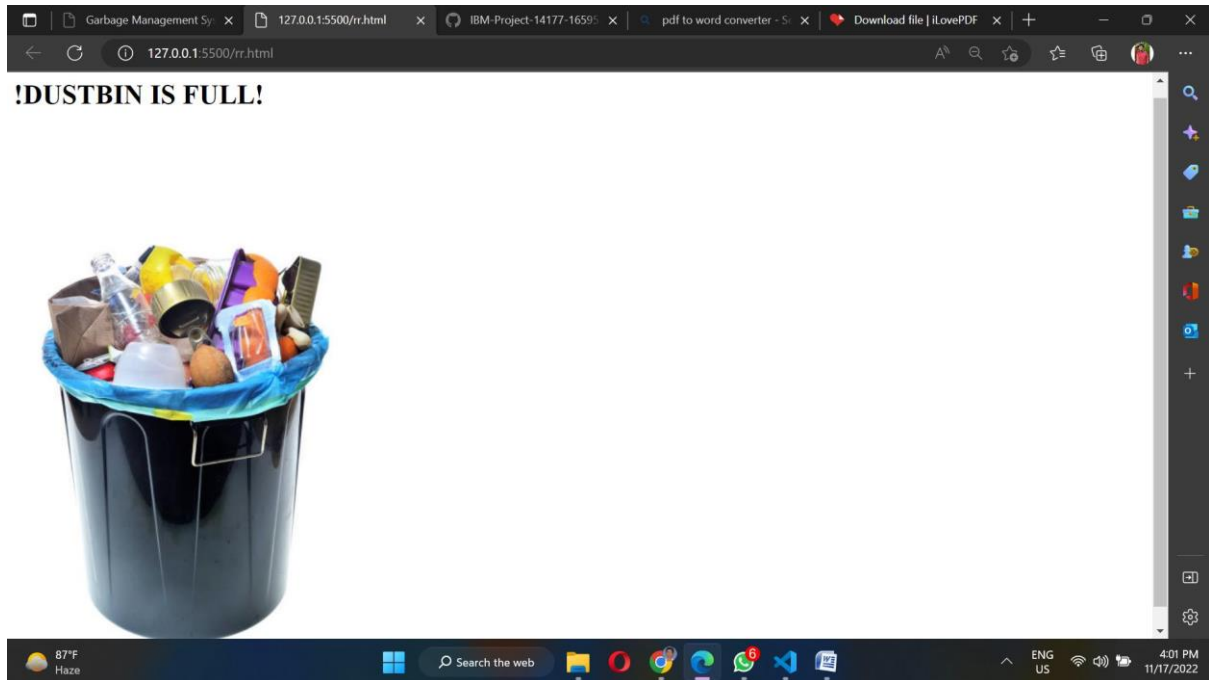 Garbage Management Sy
127.0.0.1:5500/rr.html
IBM-Project-14177-16595
pdf to word converter - Se
Download file | iLovePDF
127.0.0.1:5500/rr.html
!DUSTBIN IS FULL!
87°F
Haze
Search the web
6
ENG
US
4:01 PM
11/17/2022